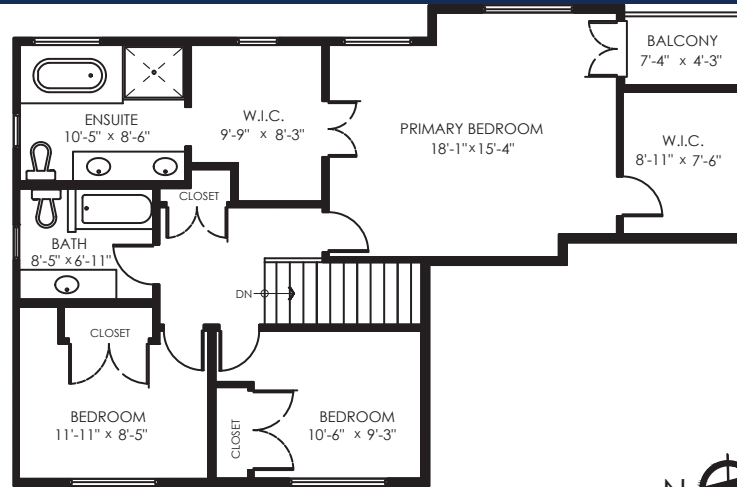 BALCONY
7'-4" x 4'-3"
ENSUITE
10'-5" x 8'-6"
W.I.C.
9'-9" x 8'-3"
PRIMARY BEDROOM
18'-1" x 15'-4"
W.I.C.
8'-11" x 7'-6"
CLOSET
BATH
8'-5" x 6'-11"
DN
CLOSET
BEDROOM
11'-11" x 8'-5"
CLOSET
BEDROOM
10'-6" x 9'-3"
N